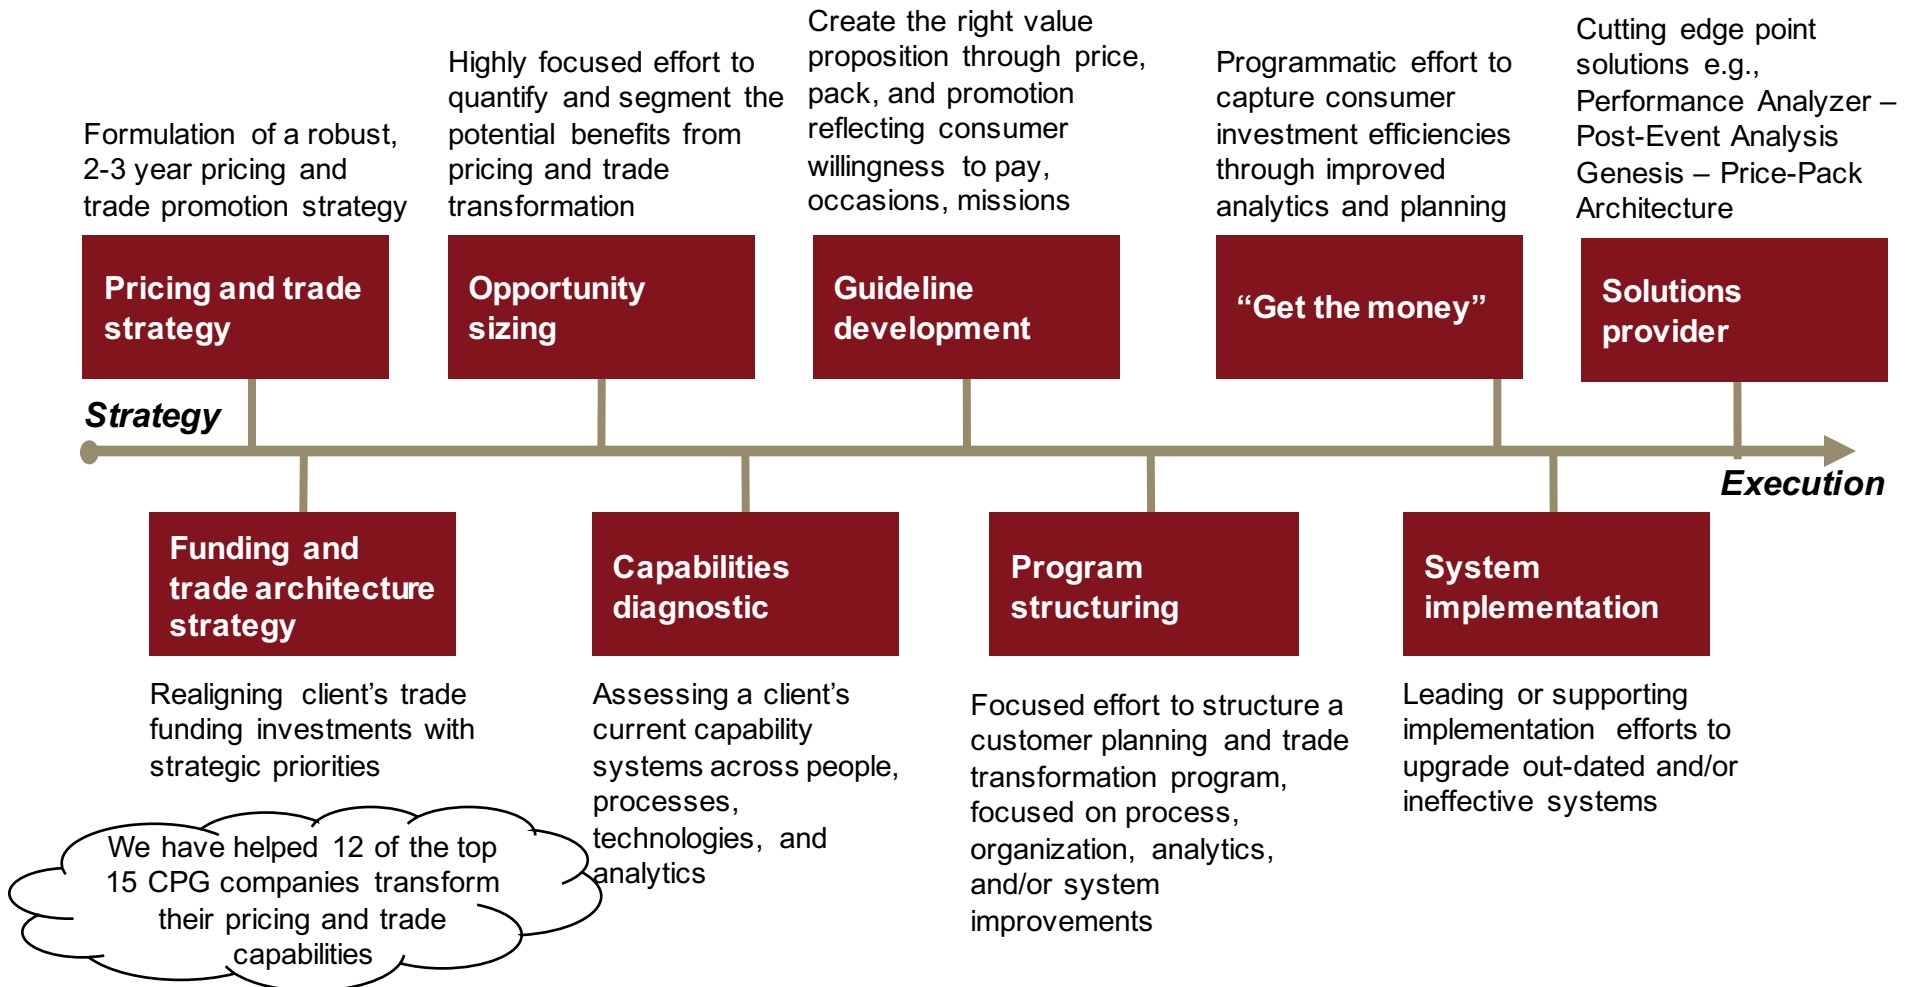 Formulation of a robust,
2-3 year pricing and
trade promotion strategy
Pricing and trade
strategy
Highly focused effort to
quantify and segment the
potential benefits from
pricing and trade
transformation
Opportunity
sizing
Create the right value
proposition through price,
pack, and promotion
reflecting consumer
willingness to pay,
occasions, missions
Guideline
development
Programmatic effort to
capture consumer
investment efficiencies
through improved
analytics and planning
“Get the money”
Cutting edge point
solutions e.g.,
Performance Analyzer –
Post-Event Analysis
Genesis – Price-Pack
Architecture
Solutions
provider
Strategy
Execution
Funding and
trade architecture
strategy
Realigning client’s trade
funding investments with
strategic priorities
Capabilities
diagnostic
Assessing a client’s
current capability
systems across people,
processes,
technologies, and
analytics
Program
structuring
Focused effort to structure a
customer planning and trade
transformation program,
focused on process,
organization, analytics,
and/or system
improvements
System
implementation
Leading or supporting
implementation efforts to
upgrade out-dated and/or
ineffective systems
We have helped 12 of the top
15 CPG companies transform
their pricing and trade
capabilities